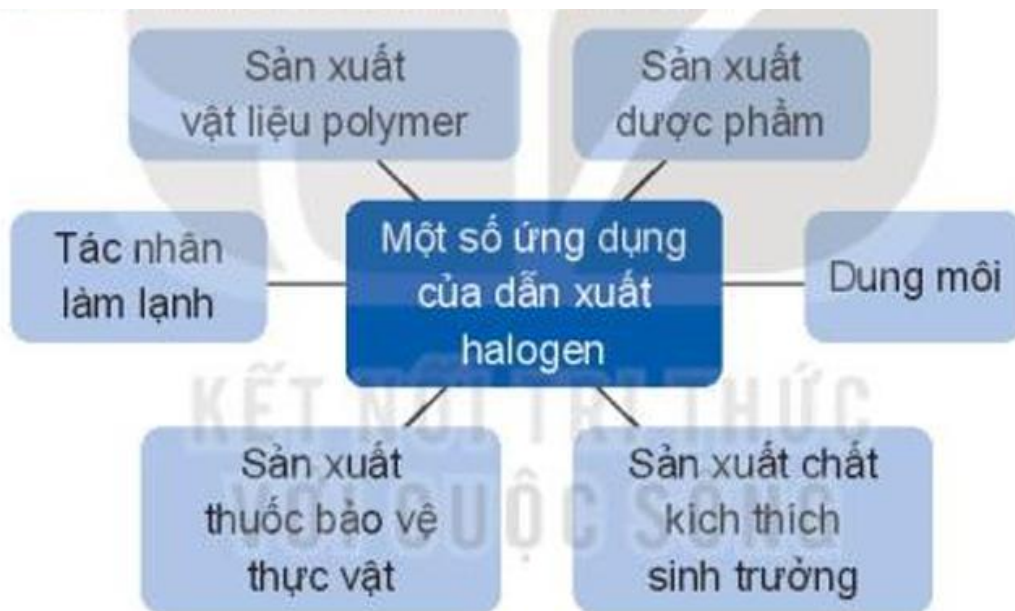 Sản xuất
vật liệu polymer
Sản xuất
dược phẩm
Tác nhân
làm lạnh
Một số ứng dụng
của dẫn xuất
halogen
Dung môi
Sản xuất
thuốc bảo vệ
thực vật
Sản xuất chất
kích thích
sinh trưởng
KẾT NỐI TRI THỨC
VỚI CUỘC SỐNG